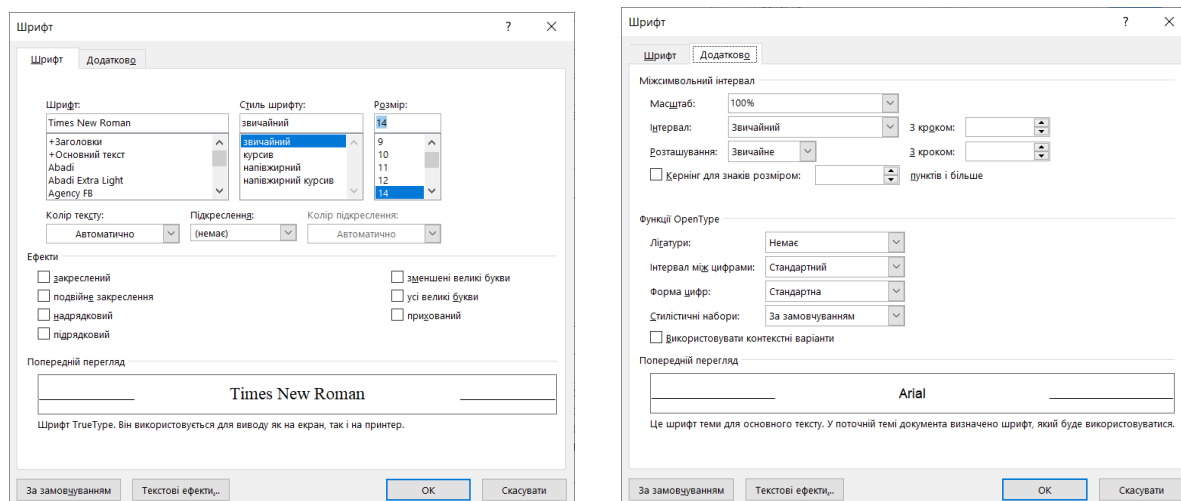 Шрифт ? ×
Шрифт Додатково
Шрифт: Стиль шрифту: Розмір:
Times New Roman звичайний 14
+Заголовки звичайний 9
+Основний текст курсив 10
Abadi напівжирний 11
Abadi Extra Light напівжирний курсив 12
Agency FB 14
Колір тексту: Підкреслення: Колір підкреслення:
Автоматично (немає) Автоматично
Ефекти
закреслений зменшені великі букви
подвійне закреслення усі великі букви
надрядковий прихований
підрядковий
Попередній перегляд
Times New Roman
Шрифт TrueType. Він використовується для виводу як на екран, так і на принтер.
За замовчуванням Текстові ефекти... ОК Скасувати
Шрифт ? ×
Шрифт Додатково
Міжсимвольний інтервал
Масштаб: 100%
Інтервал: Звичайний З кроком:
Розташування: Звичайне З кроком:
Кернінг для знаків розміром: пунктів і більше
Функції OpenType
Лігатури: Немає
Інтервал між цифрами: Стандартний
Форма цифр: Стандартна
Стилістичні набори: За замовчуванням
Використовувати контекстні варіанти
Попередній перегляд
Arial
Це шрифт теми для основного тексту. У поточній темі документа визначено шрифт, який буде використовуватися.
За замовчуванням Текстові ефекти... ОК Скасувати